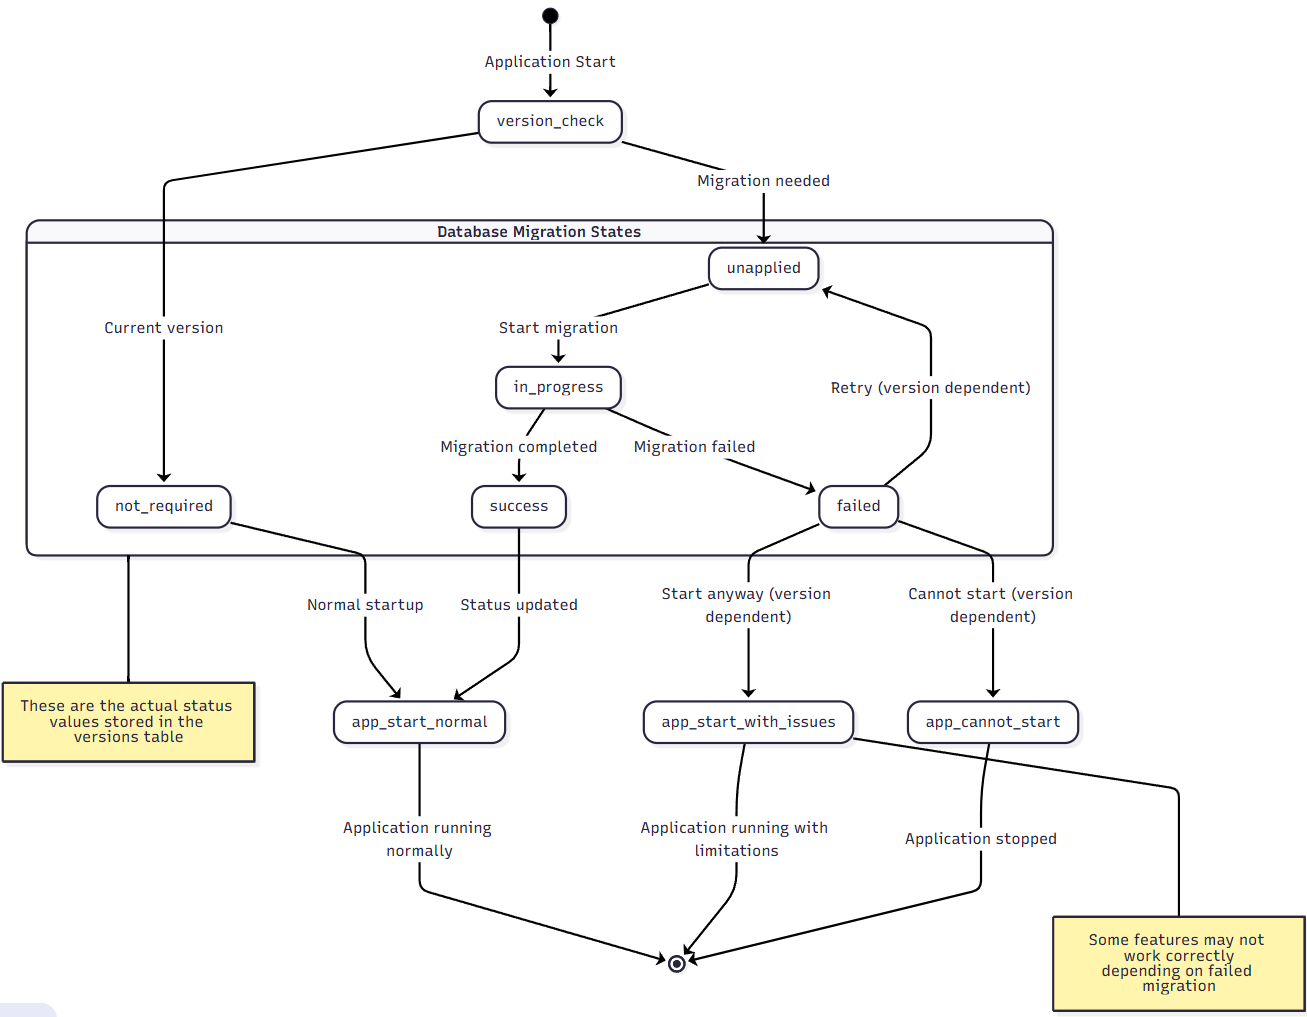 Application Start
version_check
Migration needed
Database Migration States
unapplied
Current version
Start migration
in_progress
Retry (version dependent)
Migration completed
Migration failed
not_required
success
failed
Normal startup
Status updated
Start anyway (version
dependent)
Cannot start (version
dependent)
These are the actual status
values stored in the
versions table
app_start_normal
app_start_with_issues
app_cannot_start
Application running
normally
Application running with
limitations
Application stopped
Some features may not
work correctly
depending on failed
migration